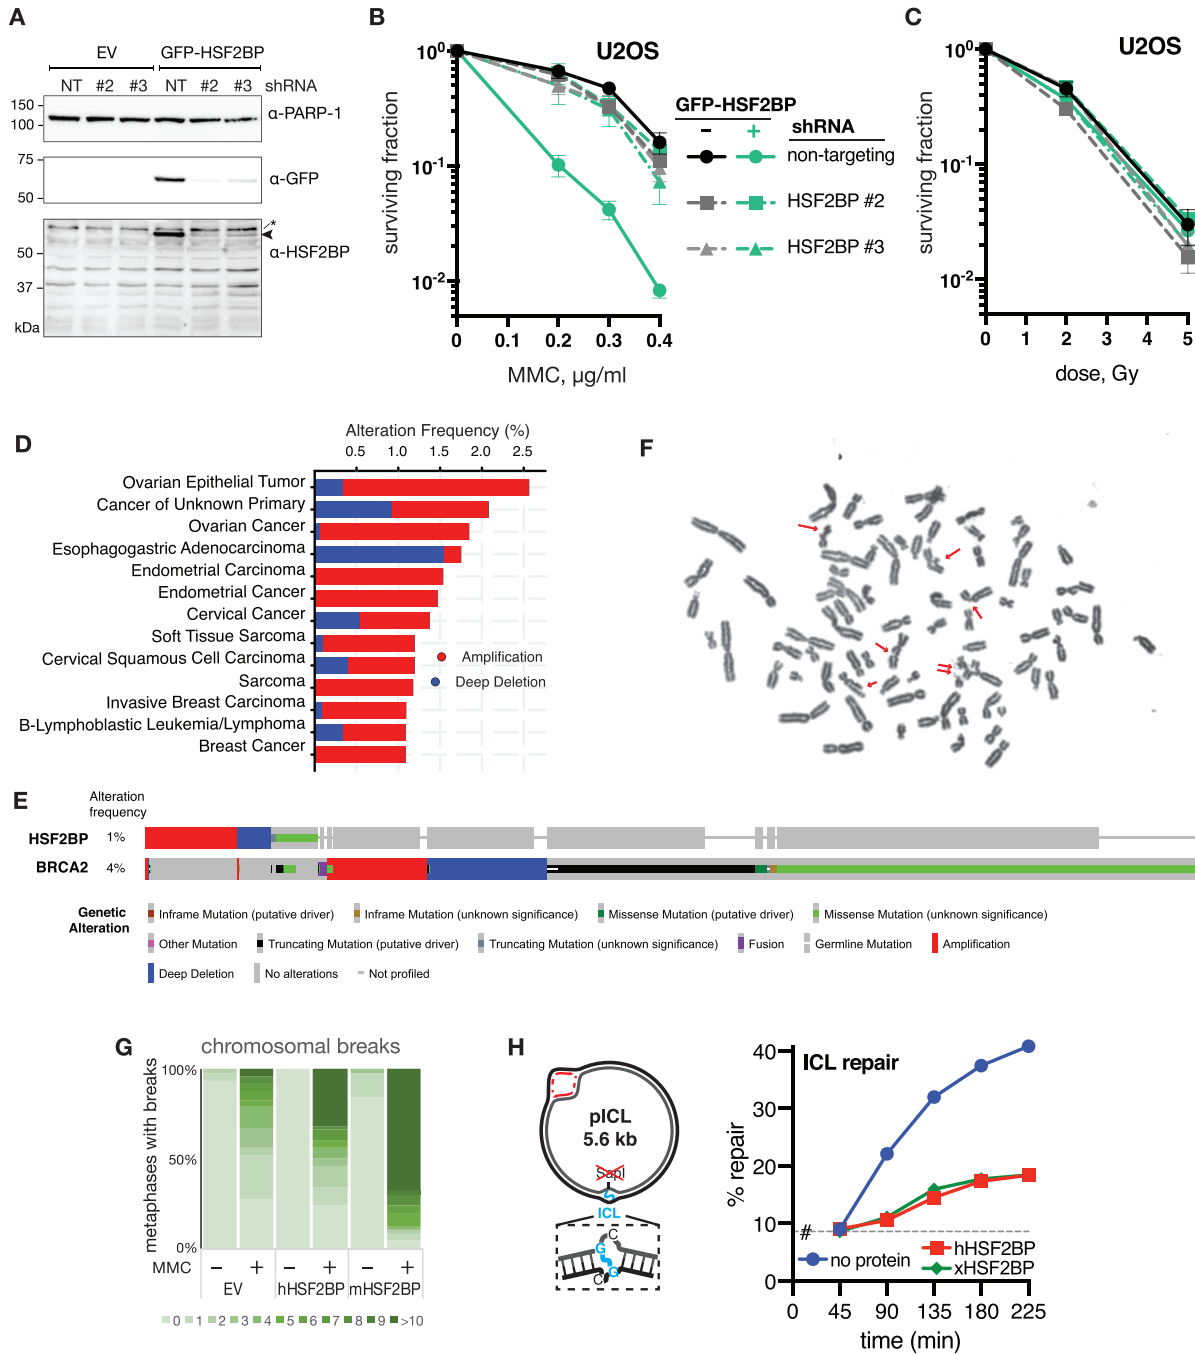 A
EV GFP-HSF2BP
NT #2 #3 NT #2 #3 shRNA
150
100
α-PARP-1
75
50
α-GFP
*
50
37
kDa
α-HSF2BP
B
U2OS
surviving fraction
10⁰
10⁻¹
10⁻²
0 0.1 0.2 0.3 0.4
MMC, µg/ml
GFP-HSF2BP
– + shRNA
non-targeting
HSF2BP #2
HSF2BP #3
C
U2OS
surviving fraction
10⁰
10⁻¹
10⁻²
0 1 2 3 4 5
dose, Gy
D
Alteration Frequency (%)
0.5 1.0 1.5 2.0 2.5
Ovarian Epithelial Tumor
Cancer of Unknown Primary
Ovarian Cancer
Esophagogastric Adenocarcinoma
Endometrial Carcinoma
Endometrial Cancer
Cervical Cancer
Soft Tissue Sarcoma
Cervical Squamous Cell Carcinoma
Sarcoma
Invasive Breast Carcinoma
B-Lymphoblastic Leukemia/Lymphoma
Breast Cancer
Amplification
Deep Deletion
F
E
Alteration
frequency
HSF2BP 1%
BRCA2 4%
Genetic
Alteration
Inframe Mutation (putative driver) Inframe Mutation (unknown significance) Missense Mutation (putative driver) Missense Mutation (unknown significance)
Other Mutation Truncating Mutation (putative driver) Truncating Mutation (unknown significance) Fusion Germline Mutation Amplification
Deep Deletion No alterations Not profiled
G
chromosomal breaks
metaphases with breaks
100%
50%
0%
MMC – + – + – +
EV hHSF2BP mHSF2BP
0 1 2 3 4 5 6 7 8 9 >10
H
pICL
5.6 kb
SapI
ICL
C
G
G
C
ICL repair
% repair
40
30
20
10
0
#
no protein
hHSF2BP
xHSF2BP
0 45 90 135 180 225
time (min)